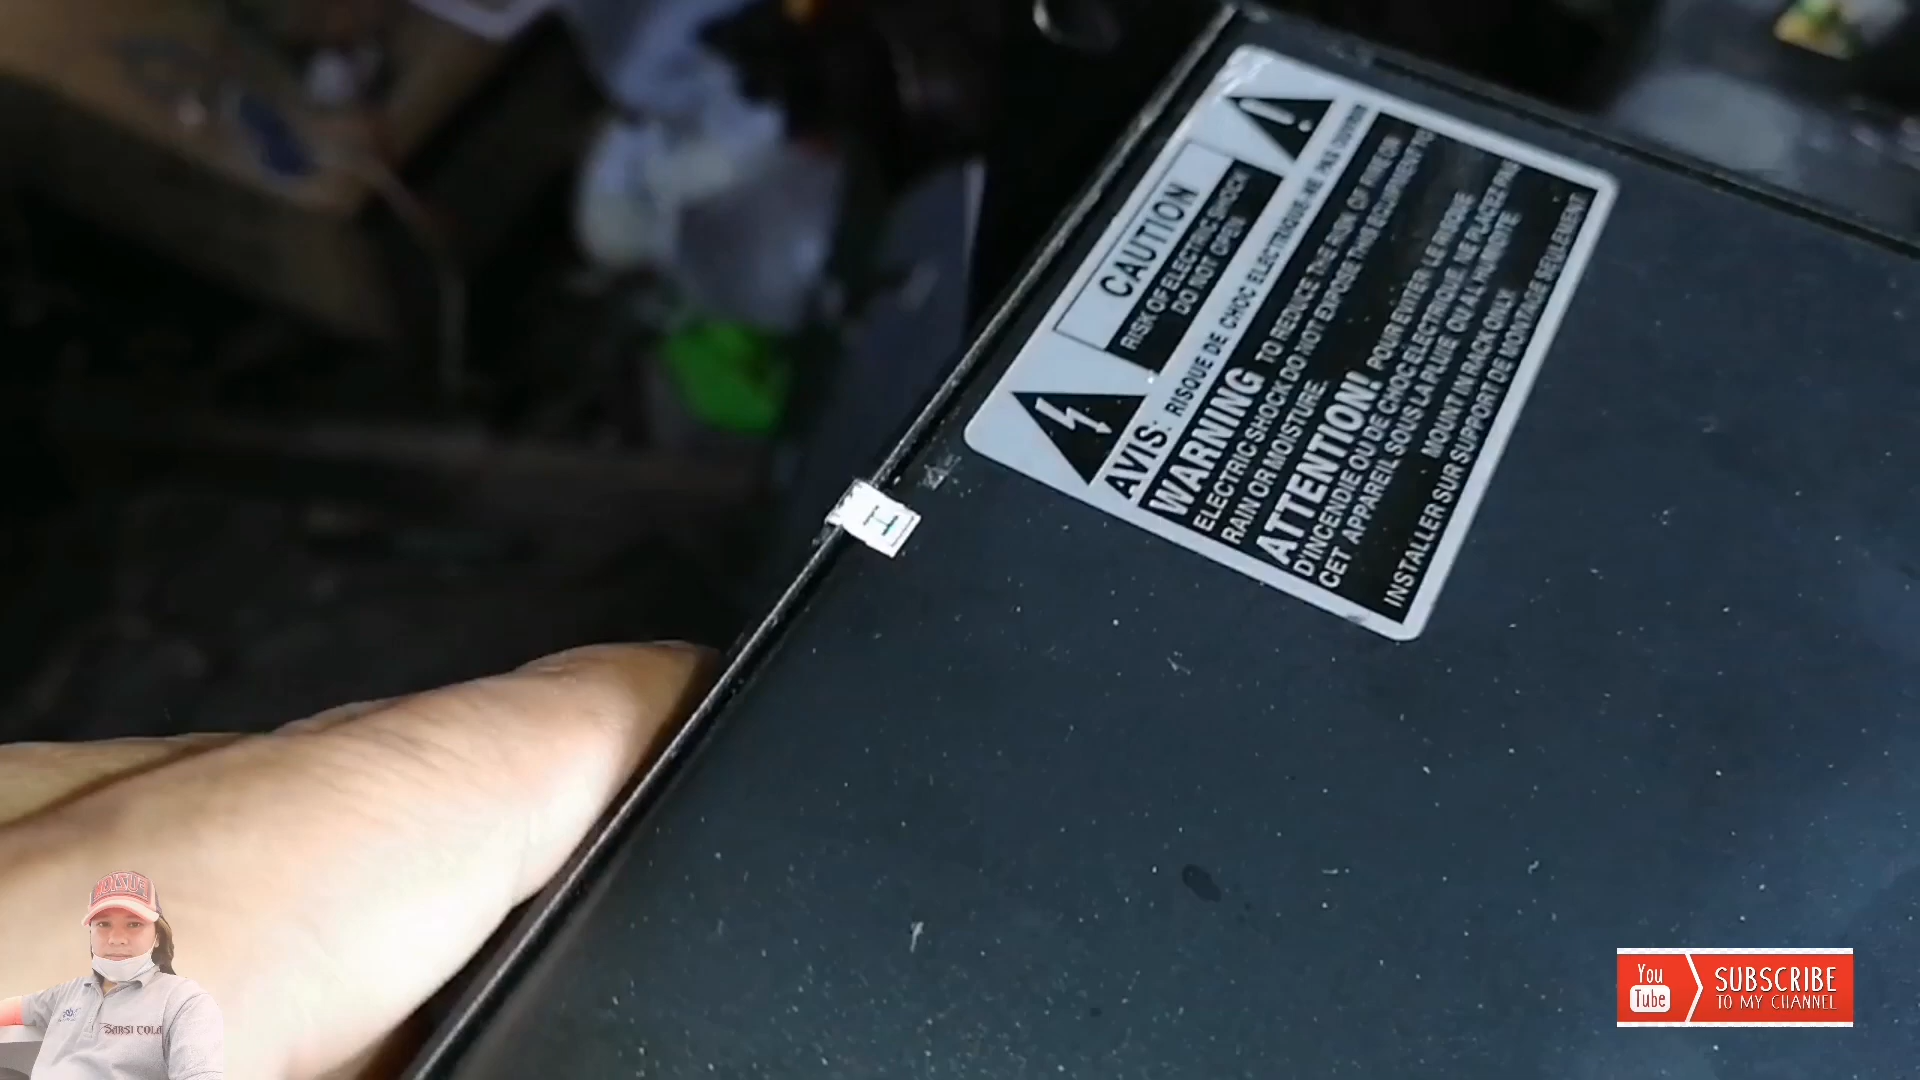 CAUTION
RISK OF ELECTRIC SHOCK
DO NOT OPEN
AVIS: RISQUE DE CHOC ELECTRIQUE-NE PAS OUVRIR
WARNING TO REDUCE THE RISK OF FIRE OR
ELECTRIC SHOCK DO NOT EXPOSE THIS EQUIPMENT TO
RAIN OR MOISTURE.
ATTENTION! POUR EVITER LE RISQUE
D'INCENDIE OU DE CHOC ELECTRIQUE. NE PLACEZ PAS
CET APPAREIL SOUS LA PLUIE OU AL HUMIDITE
MOUNT IN RACK ONLY.
INSTALLER SUR SUPPORT DE MONTAGE SEULEMENT
SARSI COLA
You
Tube
SUBSCRIBE
TO MY CHANNEL